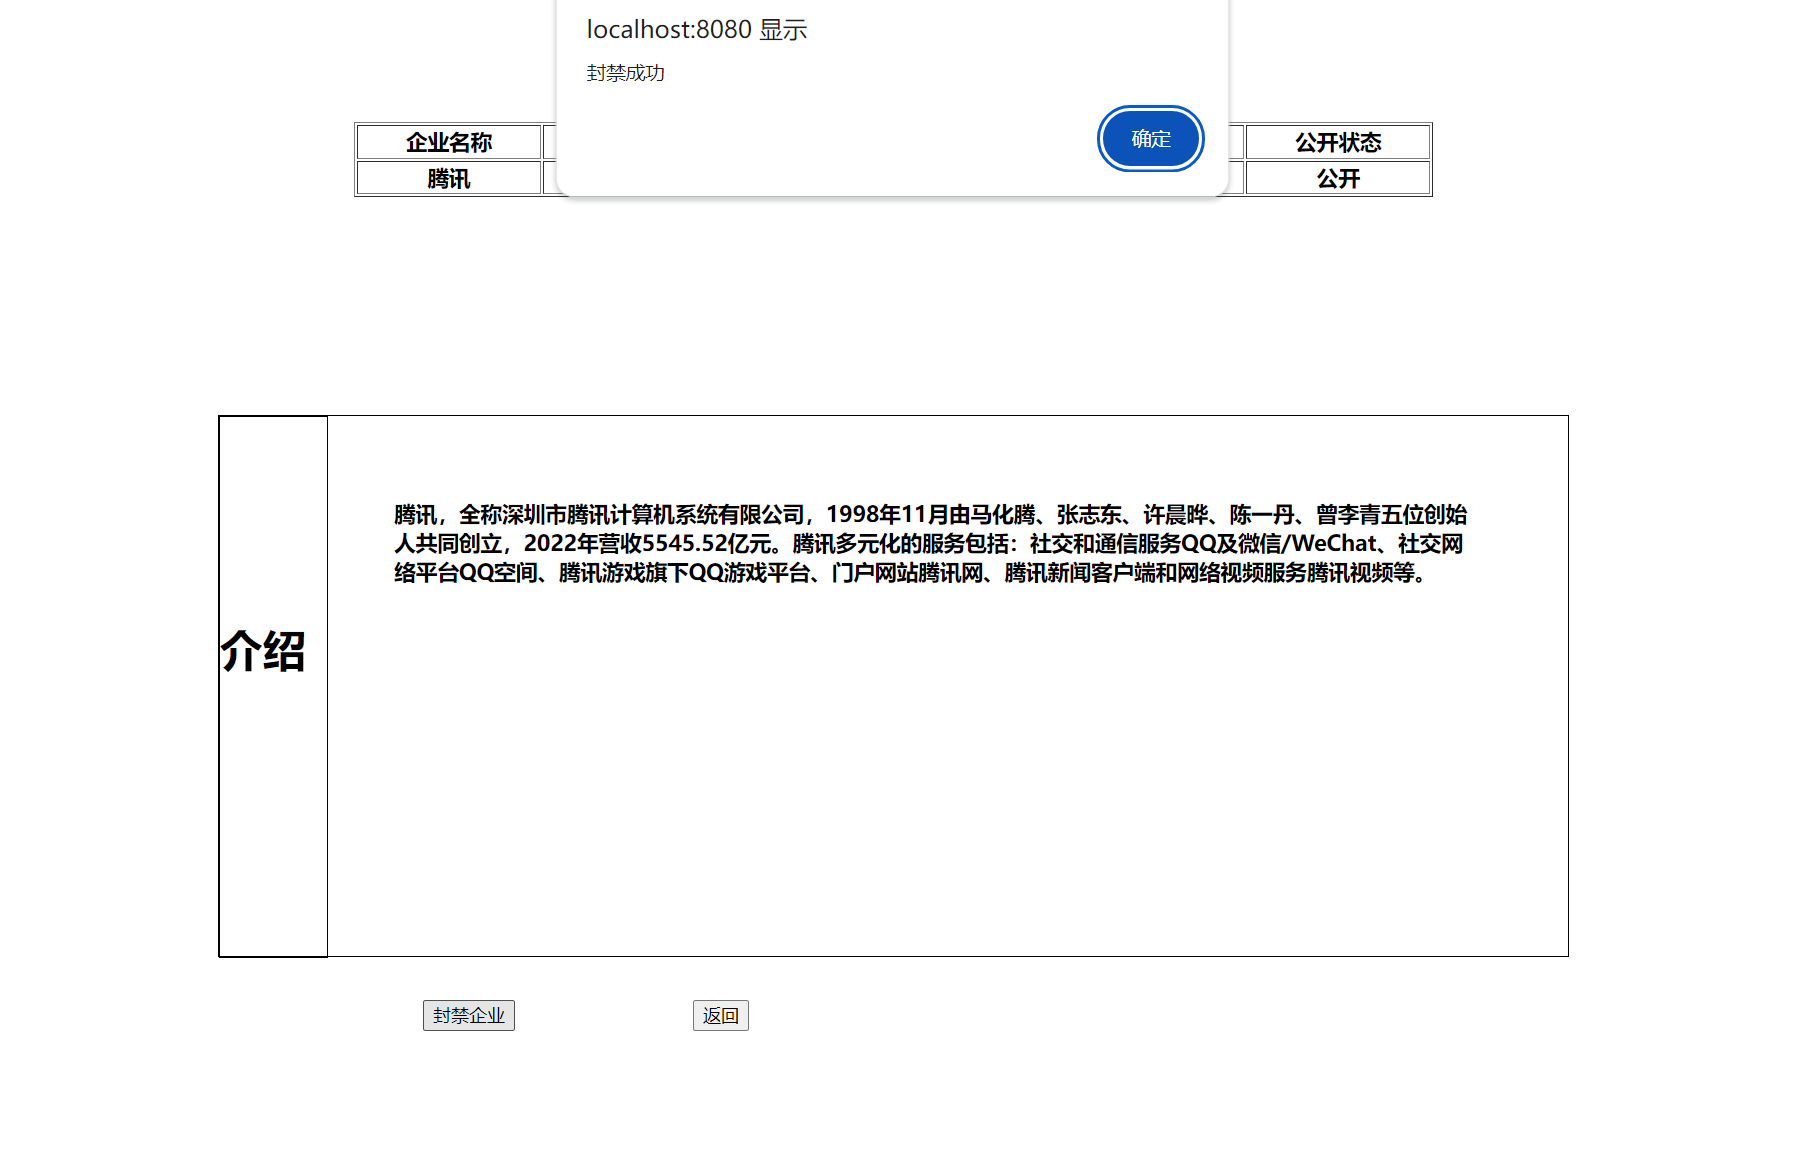 localhost:8080 显示
封禁成功
确定
企业名称 公开状态
腾讯 公开
介绍
腾讯，全称深圳市腾讯计算机系统有限公司，1998年11月由马化腾、张志东、许晨晔、陈一丹、曾李青五位创始
人共同创立，2022年营收5545.52亿元。腾讯多元化的服务包括：社交和通信服务QQ及微信/WeChat、社交网
络平台QQ空间、腾讯游戏旗下QQ游戏平台、门户网站腾讯网、腾讯新闻客户端和网络视频服务腾讯视频等。
封禁企业 返回